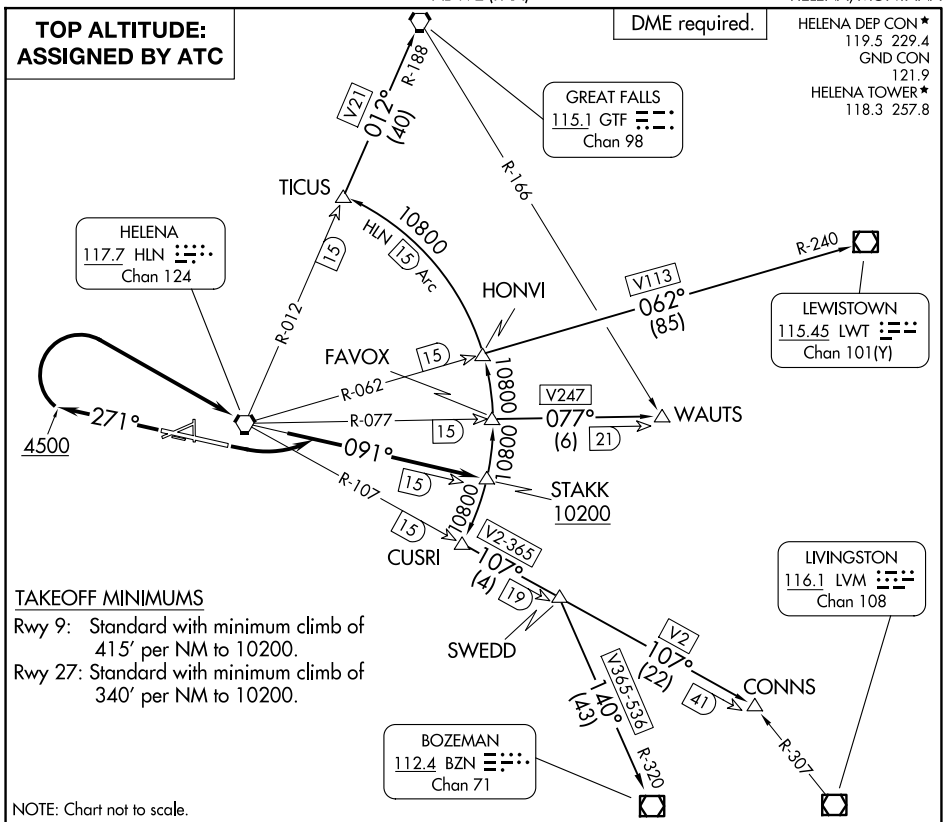 TOP ALTITUDE:
ASSIGNED BY ATC
DME required.
HELENA DEP CON★
119.5 229.4
GND CON
121.9
HELENA TOWER★
118.3 257.8
R-188
V21
012°
(40)
GREAT FALLS
115.1 GTF
Chan 98
R-166
TICUS
HELENA
117.7 HLN
Chan 124
10800
HLN 15 Arc
15
R-012
R-240
V113
062°
(85)
HONVI
LEWISTOWN
115.45 LWT
Chan 101(Y)
FAVOX
15
R-062
10800
V247
077°
(6)
21
WAUTS
R-077
15
271°
4500
091°
15
10800
STAKK
10200
R-107
15
10800
CUSRI
V2-365
107°
(4)
19
SWEDD
LIVINGSTON
116.1 LVM
Chan 108
TAKEOFF MINIMUMS
Rwy 9: Standard with minimum climb of
415' per NM to 10200.
Rwy 27: Standard with minimum climb of
340' per NM to 10200.
V2
107°
(22)
41
CONNS
V365-536
140°
(43)
R-320
R-307
BOZEMAN
112.4 BZN
Chan 71
NOTE: Chart not to scale.